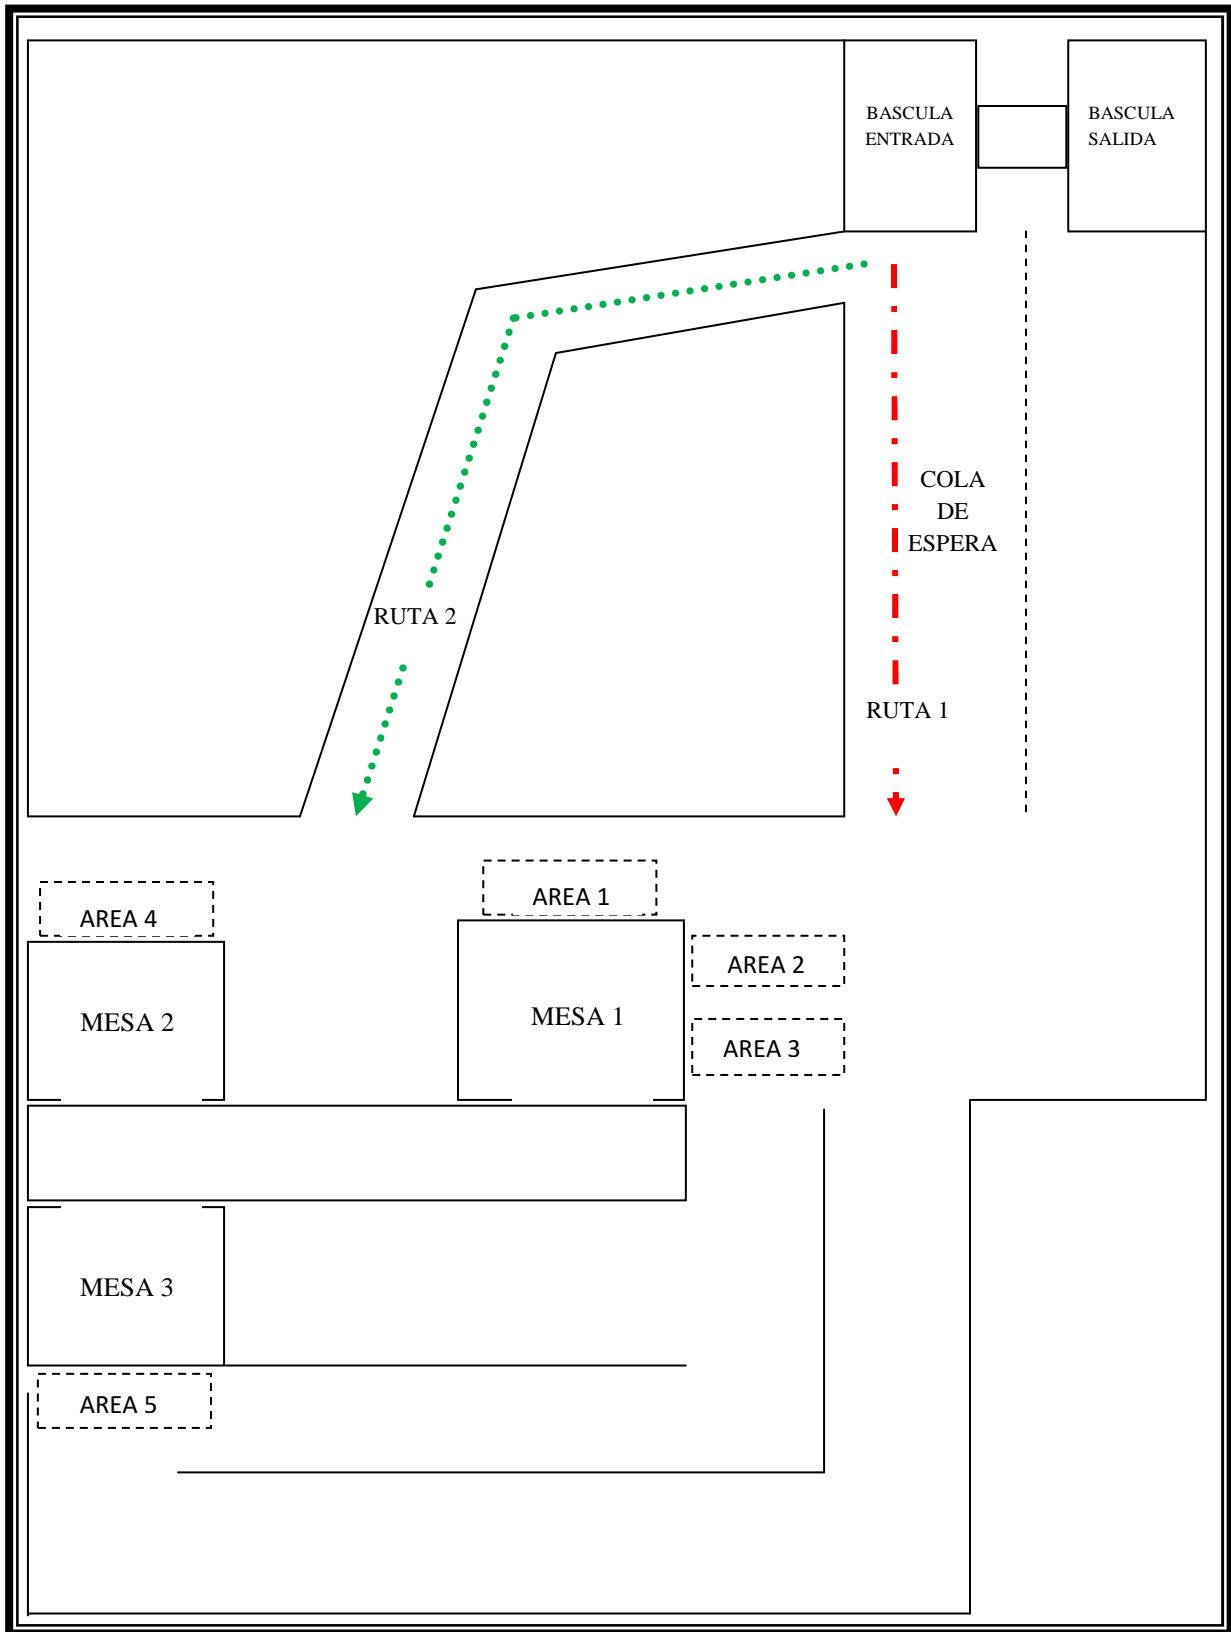 BASCULA
ENTRADA
BASCULA
SALIDA
COLA
DE
ESPERA
RUTA 2
RUTA 1
AREA 1
AREA 4
AREA 2
MESA 2
MESA 1
AREA 3
MESA 3
AREA 5